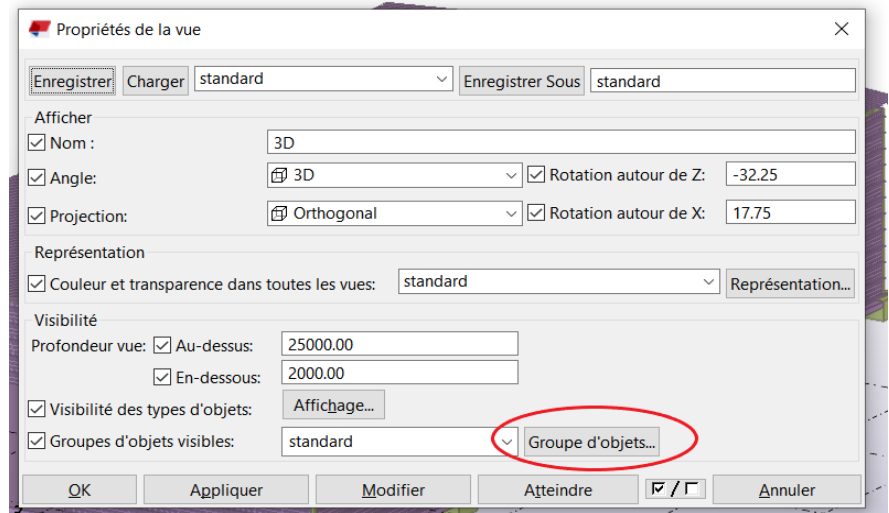 Propriétés de la vue
Enregistrer Charger standard Enregistrer Sous standard
Afficher
Nom : 3D
Angle: 3D Rotation autour de Z: -32.25
Projection: Orthogonal Rotation autour de X: 17.75
Représentation
Couleur et transparence dans toutes les vues: standard Représentation...
Visibilité
Profondeur vue: Au-dessus: 25000.00
En-dessous: 2000.00
Visibilité des types d'objets: Affichage...
Groupes d'objets visibles: standard Groupe d'objets...
OK Appliquer Modifier Atteindre / Annuler